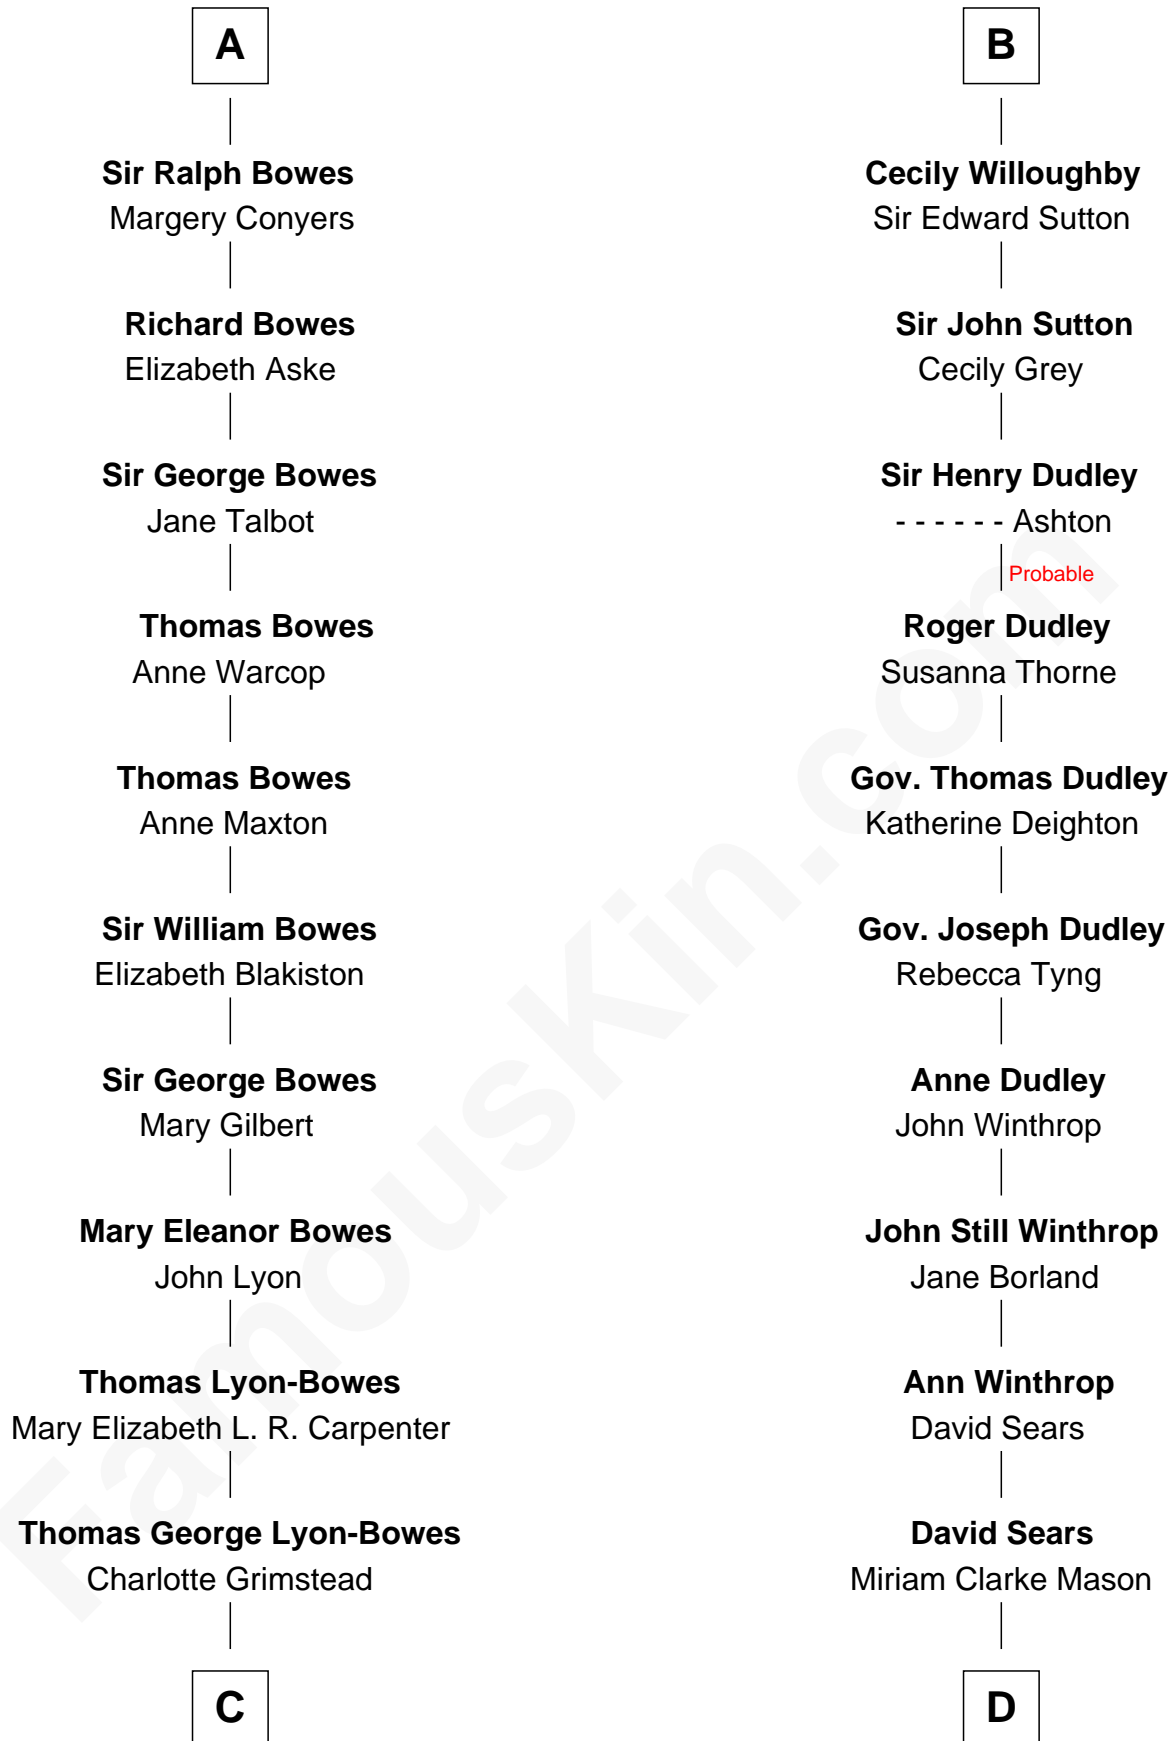 A
Sir Ralph Bowes
Margery Conyers
Richard Bowes
Elizabeth Aske
Sir George Bowes
Jane Talbot
Thomas Bowes
Anne Warcop
Thomas Bowes
Anne Maxton
Sir William Bowes
Elizabeth Blakiston
Sir George Bowes
Mary Gilbert
Mary Eleanor Bowes
John Lyon
Thomas Lyon-Bowes
Mary Elizabeth L. R. Carpenter
Thomas George Lyon-Bowes
Charlotte Grimstead
C
B
Cecily Willoughby
Sir Edward Sutton
Sir John Sutton
Cecily Grey
Sir Henry Dudley
- - - - - - Ashton
Probable
Roger Dudley
Susanna Thorne
Gov. Thomas Dudley
Katherine Deighton
Gov. Joseph Dudley
Rebecca Tyng
Anne Dudley
John Winthrop
John Still Winthrop
Jane Borland
Ann Winthrop
David Sears
David Sears
Miriam Clarke Mason
D
FamousKin.com